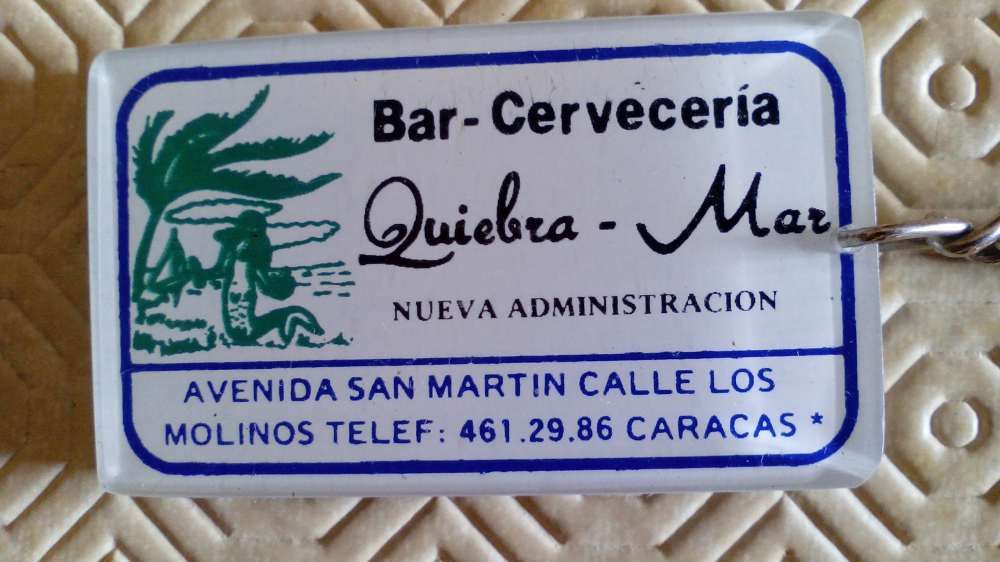 Bar-Cervecería
Quiebra - Mar
NUEVA ADMINISTRACION
AVENIDA SAN MARTIN CALLE LOS
MOLINOS TELEF: 461.29.86 CARACAS *